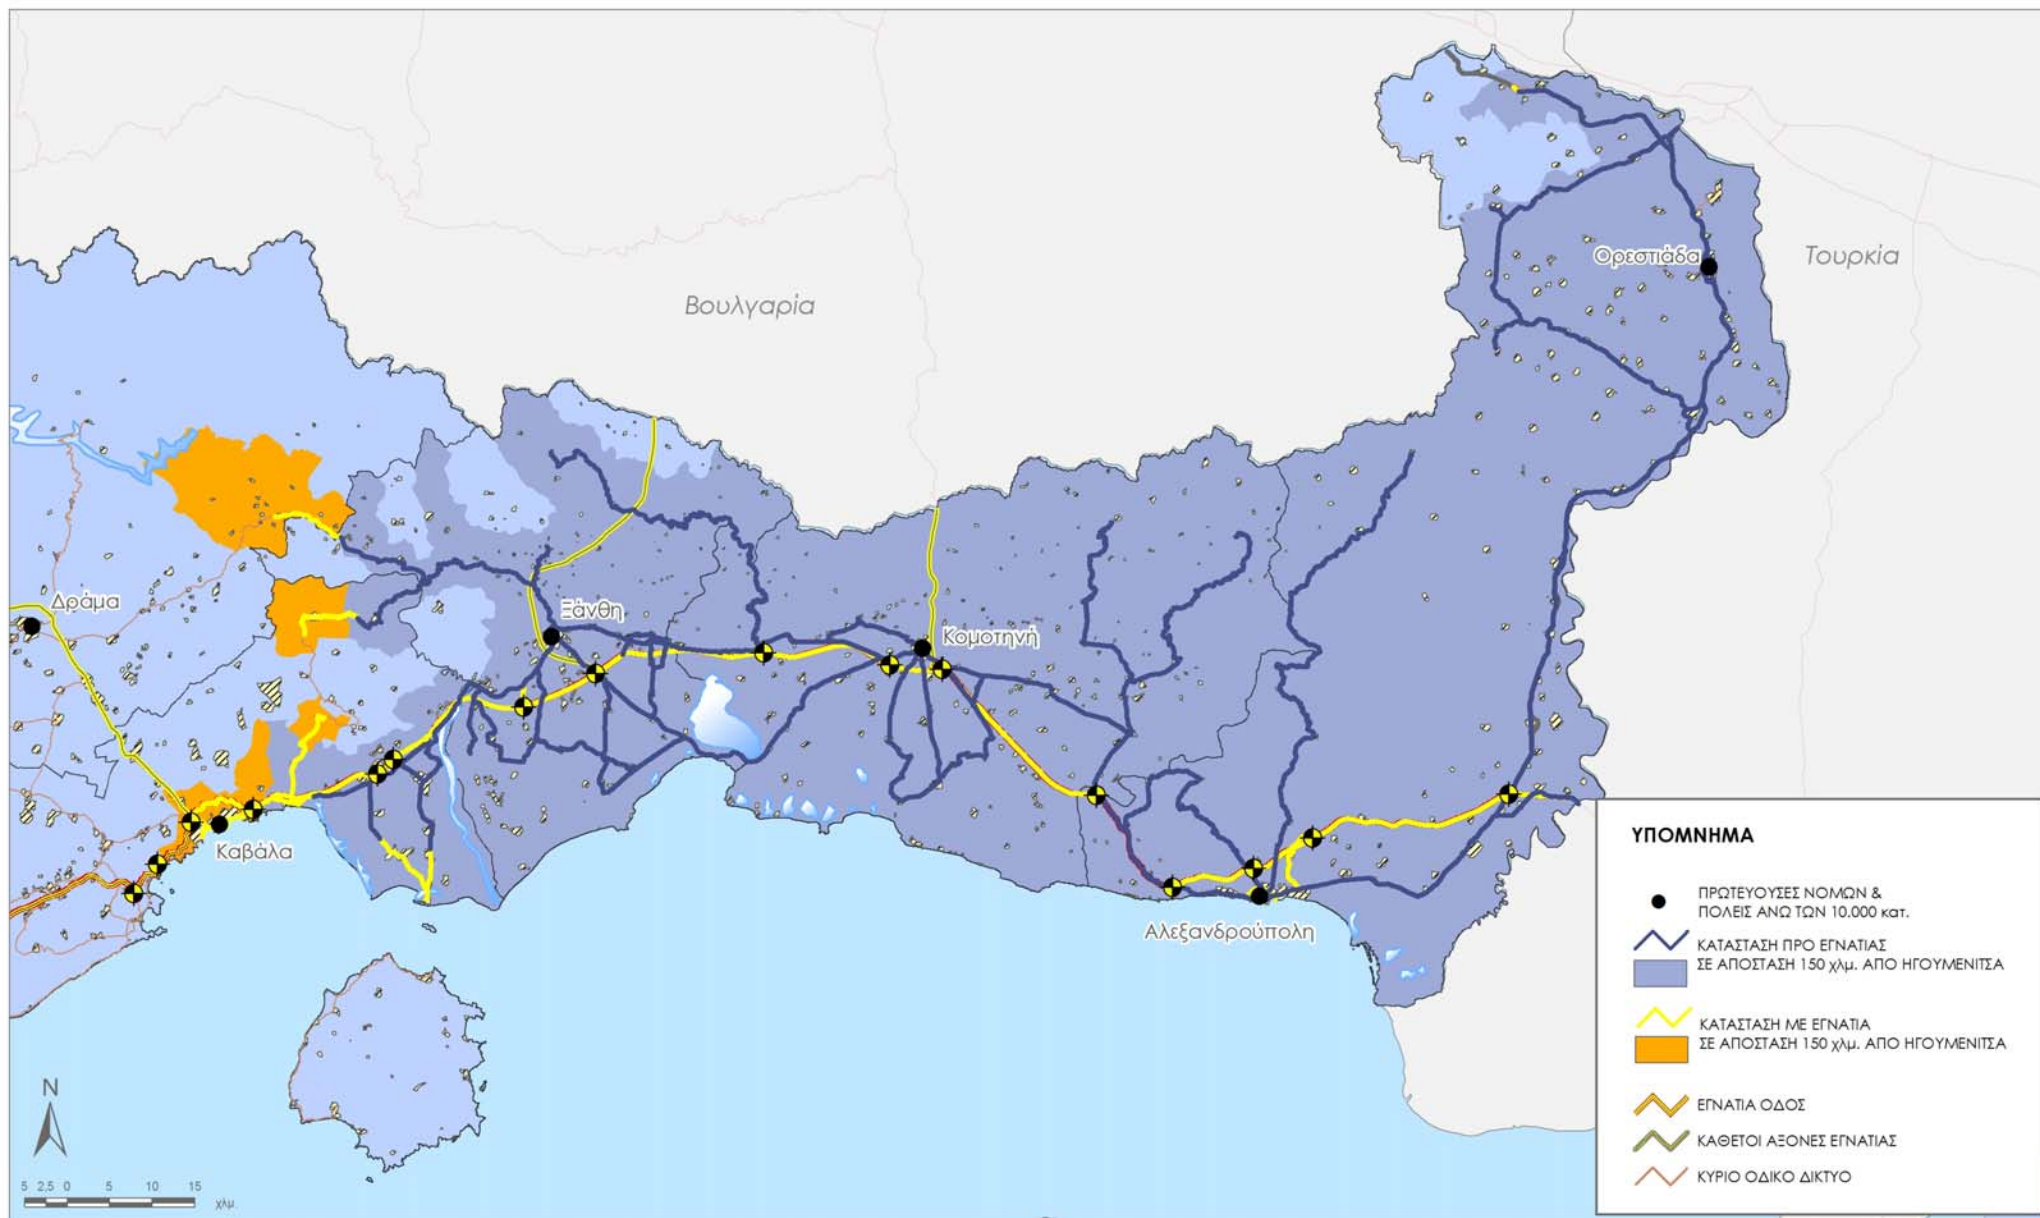 Ορεστιάδα
Τουρκία
Βουλγαρία
Δράμα
Ξάνθη
Κομοτηνή
Καβάλα
Αλεξανδρούπολη
N
5 2,5 0 5 10 15
χλμ.
ΥΠΟΜΝΗΜΑ
ΠΡΩΤΕΥΟΥΣΕΣ ΝΟΜΩΝ &
ΠΟΛΕΙΣ ΑΝΩ ΤΩΝ 10.000 κατ.
ΚΑΤΑΣΤΑΣΗ ΠΡΟ ΕΓΝΑΤΙΑΣ
ΣΕ ΑΠΟΣΤΑΣΗ 150 χλμ. ΑΠΟ ΗΓΟΥΜΕΝΙΤΣΑ
ΚΑΤΑΣΤΑΣΗ ΜΕ ΕΓΝΑΤΙΑ
ΣΕ ΑΠΟΣΤΑΣΗ 150 χλμ. ΑΠΟ ΗΓΟΥΜΕΝΙΤΣΑ
ΕΓΝΑΤΙΑ ΟΔΟΣ
ΚΑΘΕΤΟΙ ΑΞΟΝΕΣ ΕΓΝΑΤΙΑΣ
ΚΥΡΙΟ ΟΔΙΚΟ ΔΙΚΤΥΟ